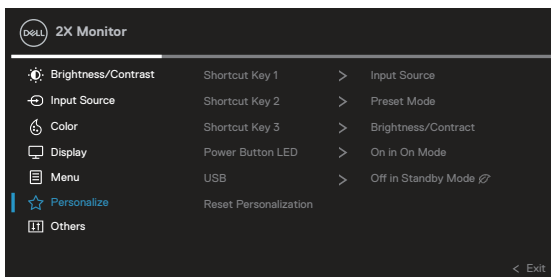 DELL 2X Monitor
Brightness/Contrast Shortcut Key 1 > Input Source
Input Source Shortcut Key 2 > Preset Mode
Color Shortcut Key 3 > Brightness/Contract
Display Power Button LED > On in On Mode
Menu USB > Off in Standby Mode
Personalize Reset Personalization
Others
< Exit